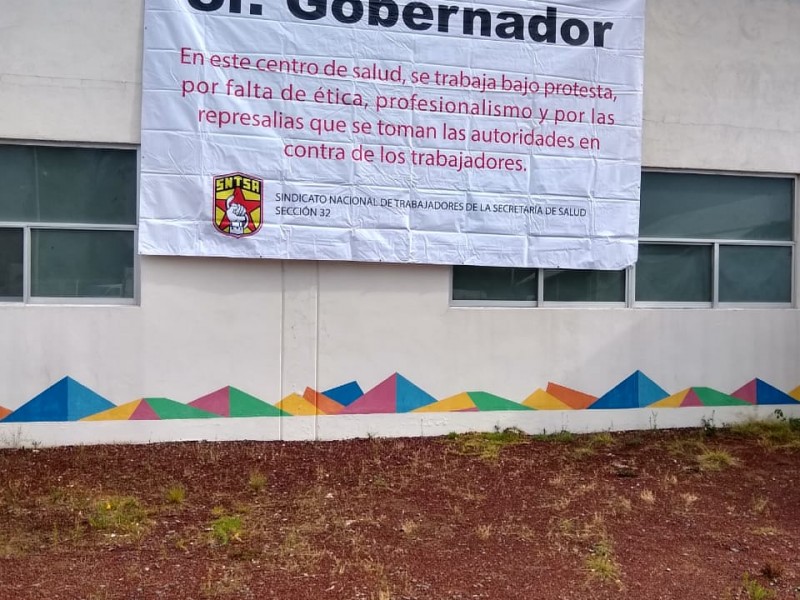 Sr. Gobernador
En este centro de salud, se trabaja bajo protesta,
por falta de ética, profesionalismo y por las
represalias que se toman las autoridades en
contra de los trabajadores.
SNTSA
SINDICATO NACIONAL DE TRABAJADORES DE LA SECRETARÍA DE SALUD
SECCIÓN 32